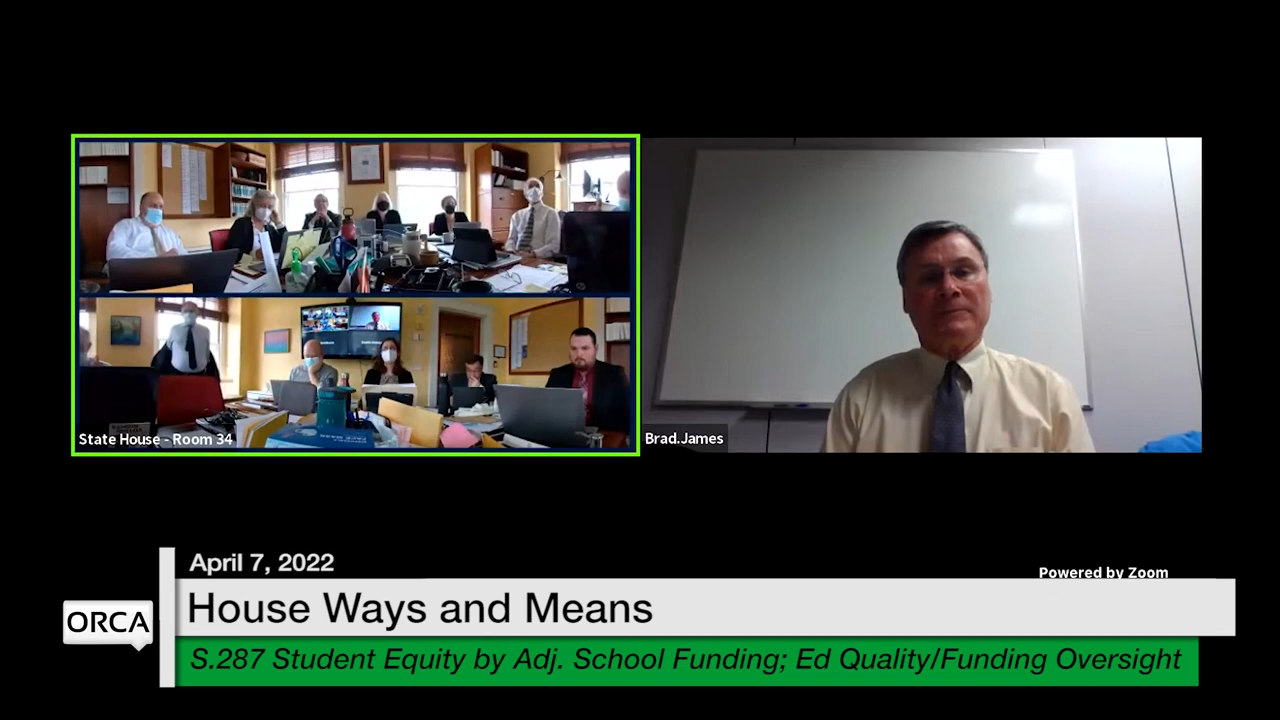 State House - Room 34
Brad.James
April 7, 2022
Powered by Zoom
House Ways and Means
ORCA
S.287 Student Equity by Adj. School Funding; Ed Quality/Funding Oversight